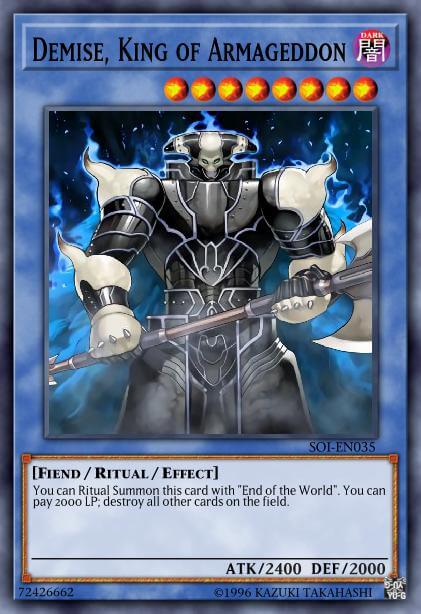 DEMISE, KING OF ARMAGEDDON
DARK
闇
SOI-EN035
[FIEND / RITUAL / EFFECT]
You can Ritual Summon this card with "End of the World". You can
pay 2000 LP; destroy all other cards on the field.
ATK/2400 DEF/2000
72426662
©1996 KAZUKI TAKAHASHI